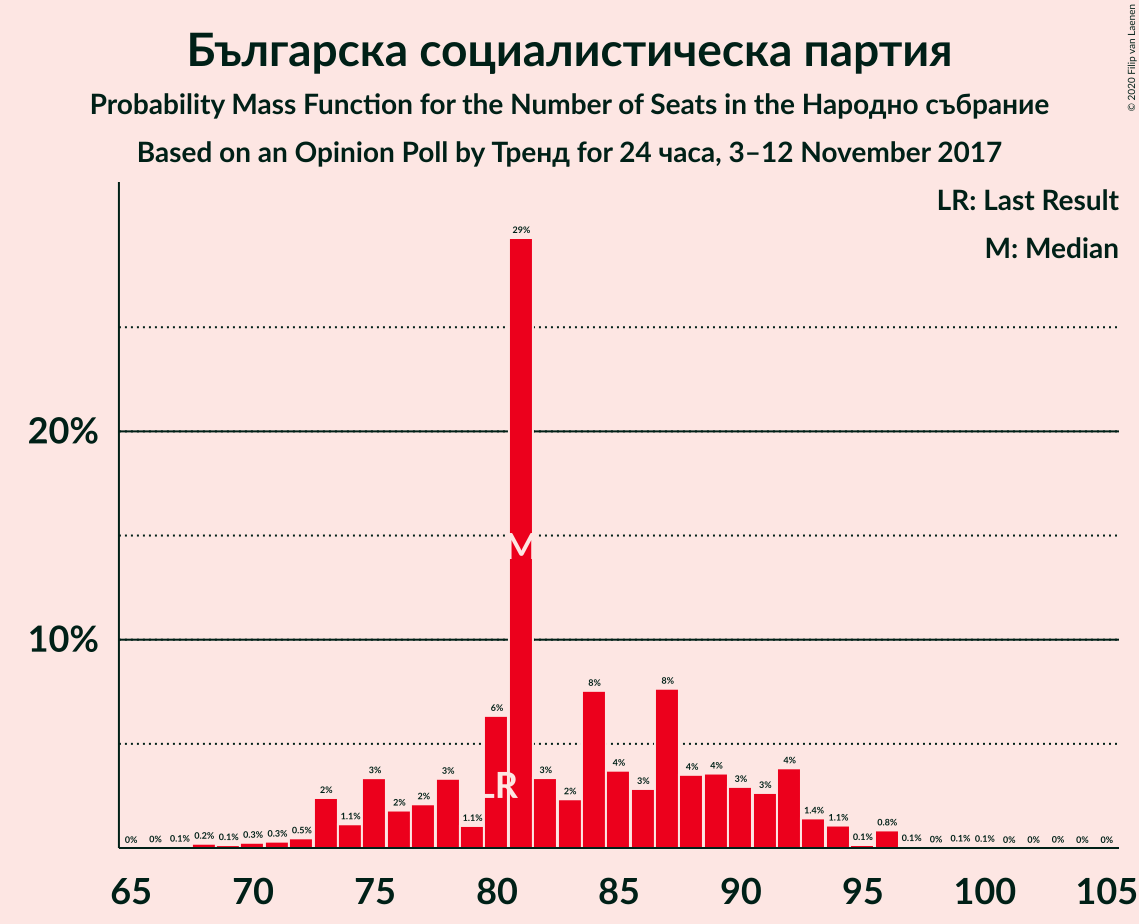 Българска социалистическа партия
Probability Mass Function for the Number of Seats in the Народно събрание
Based on an Opinion Poll by Тренд for 24 часа, 3–12 November 2017
© 2020 Filip van Laenen
LR: Last Result
M: Median
20%
10%
0% 0% 0.1% 0.2% 0.1% 0.3% 0.3% 0.5% 2% 1.1% 3% 2% 2% 3% 1.1% 6% 29% 3% 2% 8% 4% 3% 8% 4% 4% 3% 3% 4% 1.4% 1.1% 0.1% 0.8% 0.1% 0% 0.1% 0.1% 0% 0% 0% 0% 0%
M
LR
65 70 75 80 85 90 95 100 105